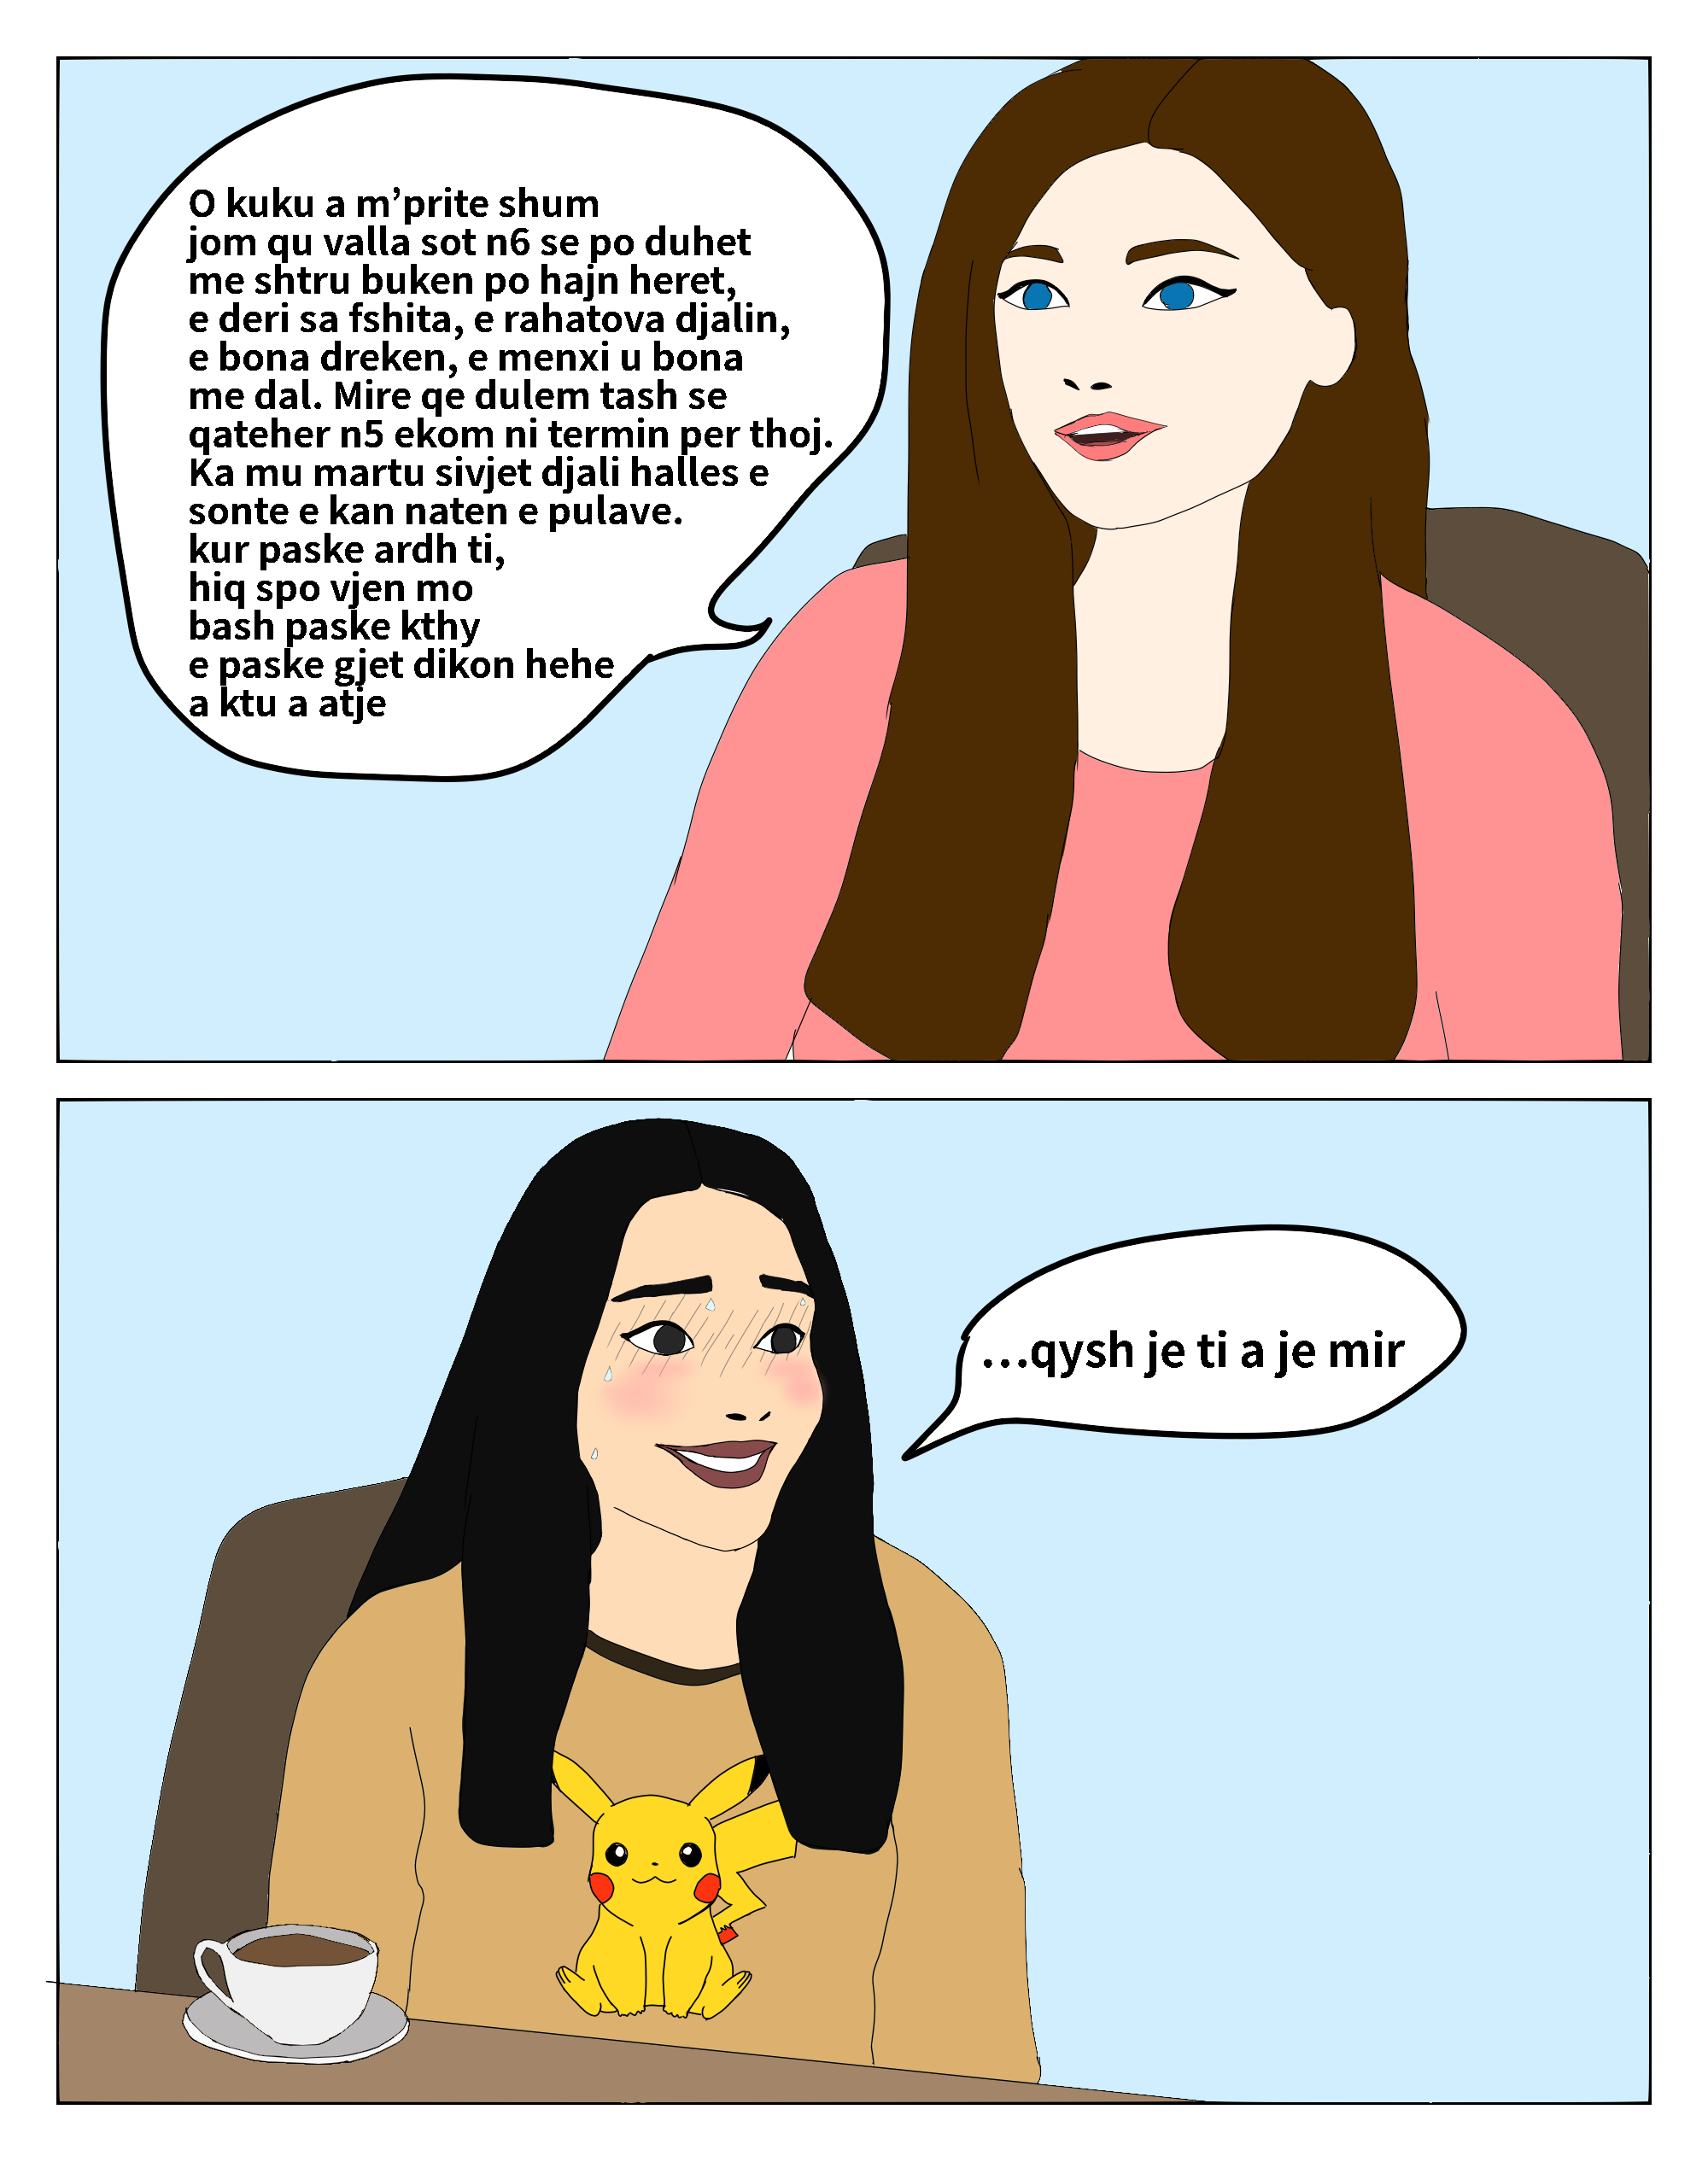 O kuku a m’prite shum
jom qu valla sot n6 se po duhet
me shtru buken po hajn heret,
e deri sa fshita, e rahatova djalin,
e bona dreken, e menxi u bona
me dal. Mire qe dulem tash se
qateher n5 ekom ni termin per thoj.
Ka mu martu sivjet djali halles e
sonte e kan naten e pulave.
kur paske ardh ti,
hiq spo vjen mo
bash paske kthy
e paske gjet dikon hehe
a ktu a atje
...qysh je ti a je mir